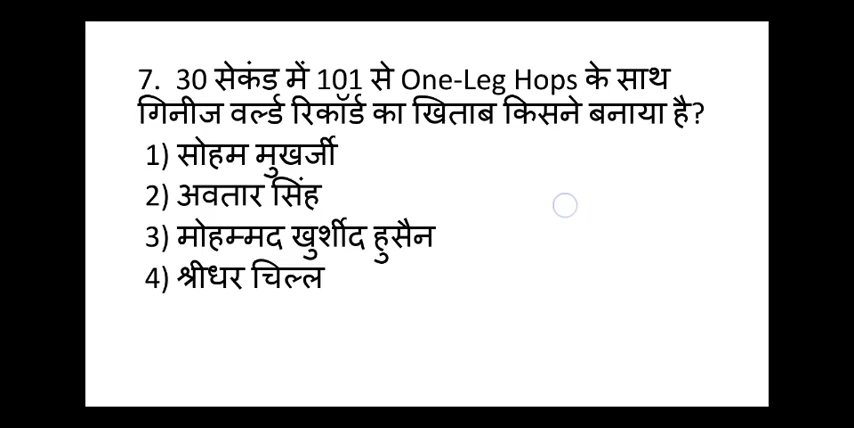 7. 30 सेकंड में 101 से One-Leg Hops के साथ
गिनीज वर्ल्ड रिकॉर्ड का खिताब किसने बनाया है?
1) सोहम मुखर्जी
2) अवतार सिंह
3) मोहम्मद खुर्शीद हुसैन
4) श्रीधर चिल्ल